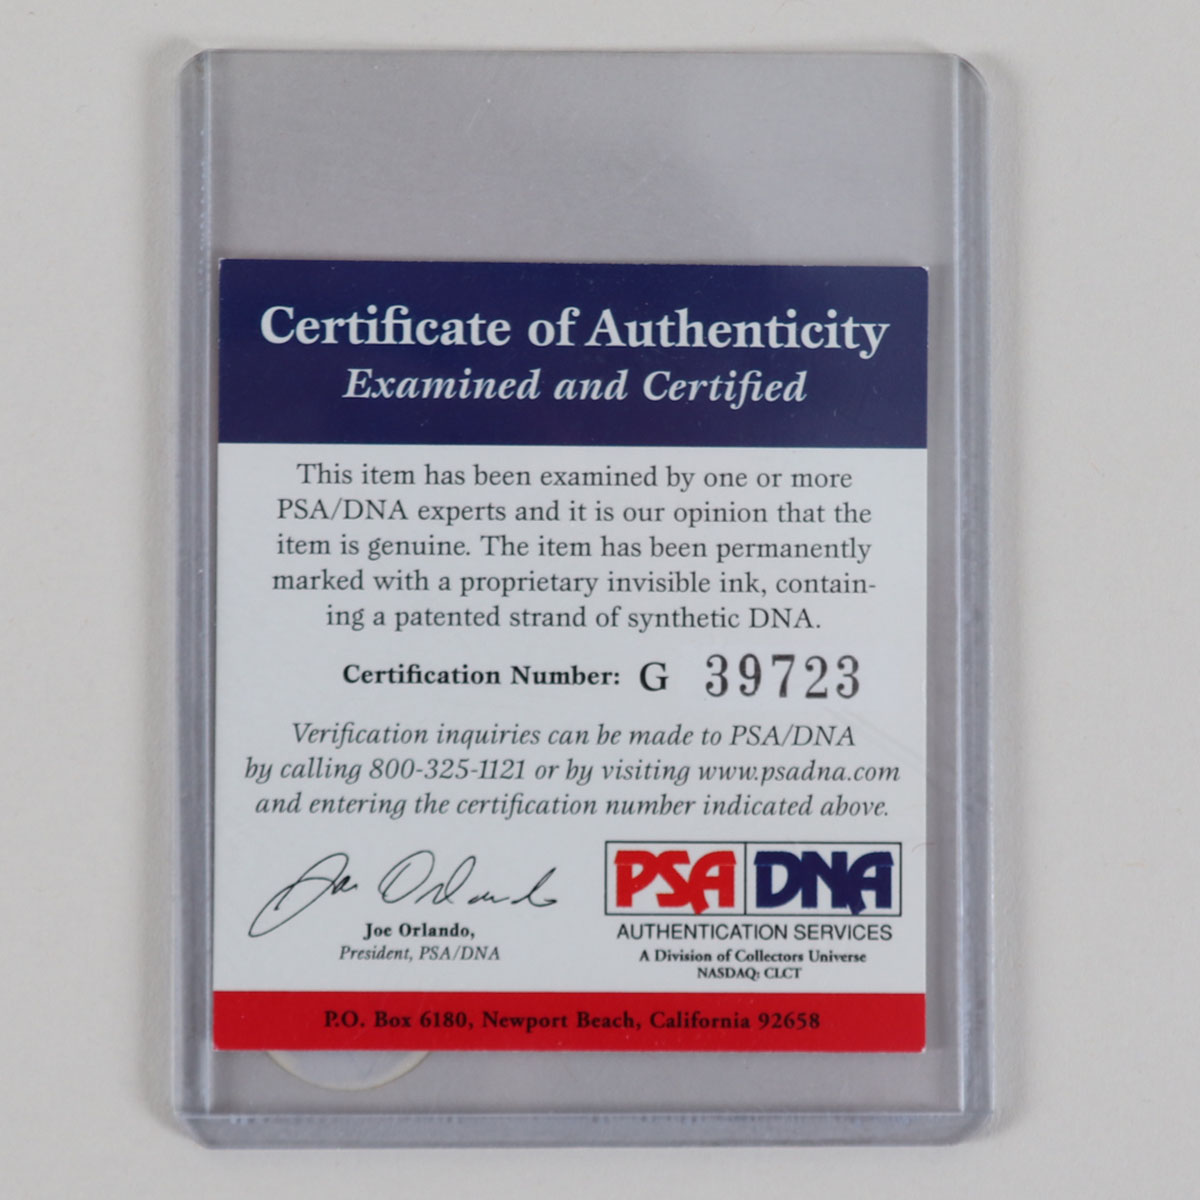 Certificate of Authenticity
Examined and Certified
This item has been examined by one or more
PSA/DNA experts and it is our opinion that the
item is genuine. The item has been permanently
marked with a proprietary invisible ink, contain-
ing a patented strand of synthetic DNA.
Certification Number: G 39723
Verification inquiries can be made to PSA/DNA
by calling 800-325-1121 or by visiting www.psadna.com
and entering the certification number indicated above.
Joe Orlando
Joe Orlando,
President, PSA/DNA
PSA DNA
AUTHENTICATION SERVICES
A Division of Collectors Universe
NASDAQ: CLCT
P.O. Box 6180, Newport Beach, California 92658